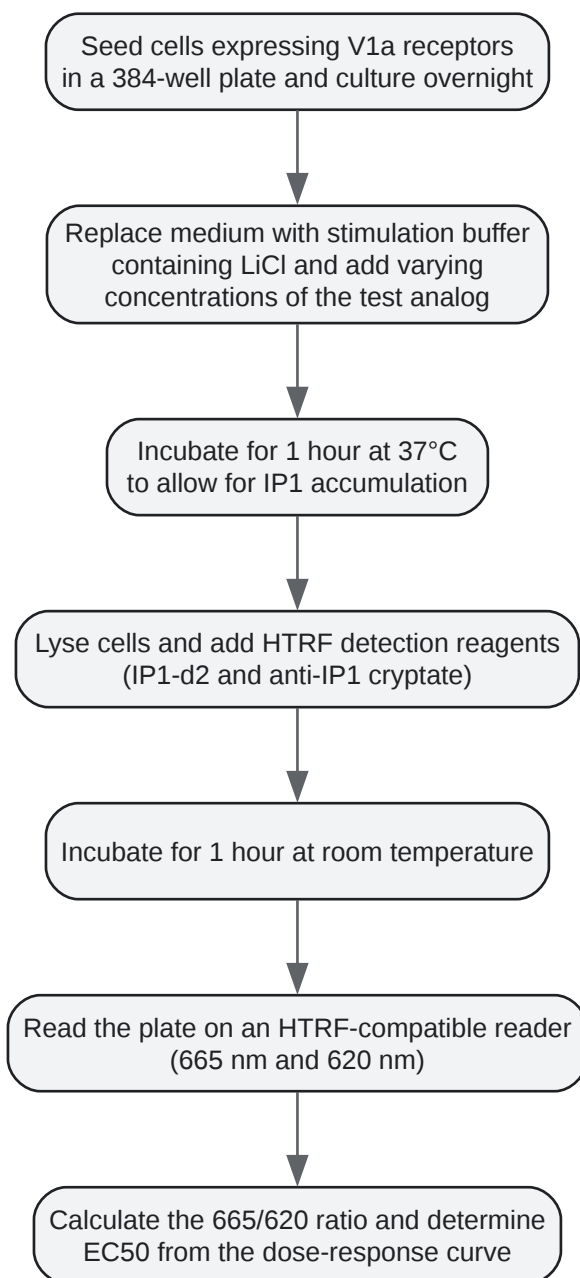 Seed cells expressing V1a receptors
in a 384-well plate and culture overnight
Replace medium with stimulation buffer
containing LiCl and add varying
concentrations of the test analog
Incubate for 1 hour at 37°C
to allow for IP1 accumulation
Lyse cells and add HTRF detection reagents
(IP1-d2 and anti-IP1 cryptate)
Incubate for 1 hour at room temperature
Read the plate on an HTRF-compatible reader
(665 nm and 620 nm)
Calculate the 665/620 ratio and determine
EC50 from the dose-response curve